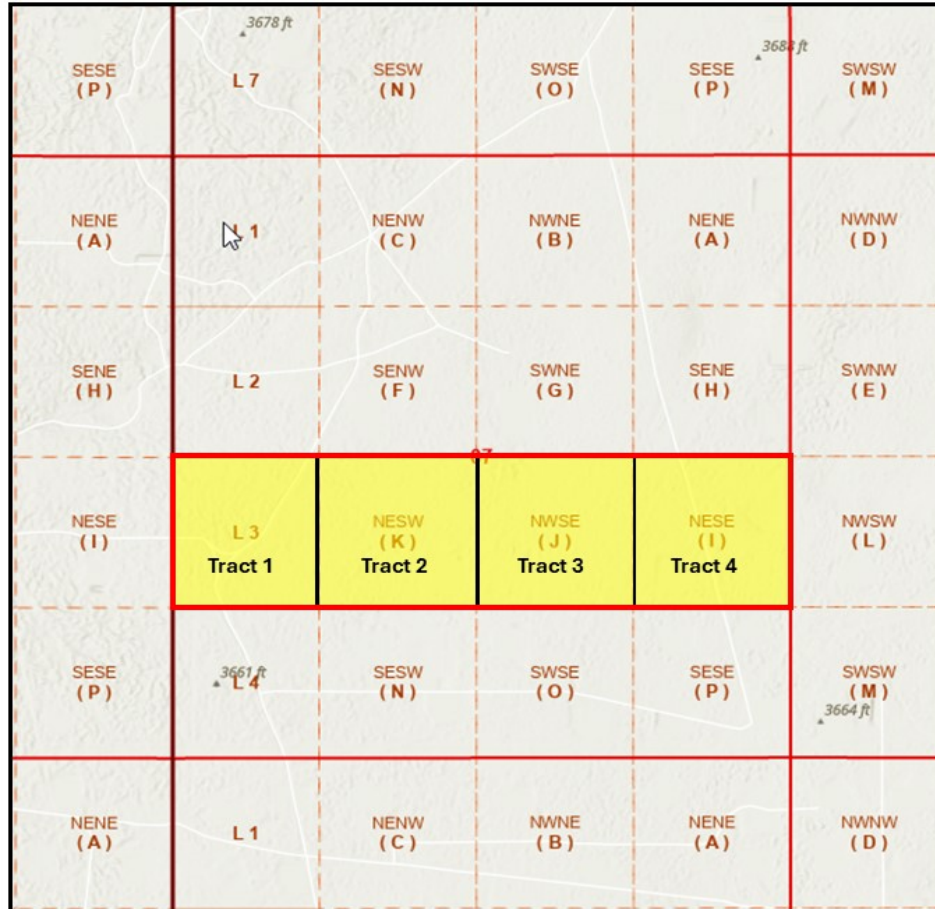 3678 ft
3688 ft
SESE
(P)
L 7
SESW
(N)
SWSE
(O)
SESE
(P)
SWSW
(M)
NENE
(A)
1
NENW
(C)
NWNE
(B)
NENE
(A)
NWNW
(D)
SENE
(H)
L 2
SENW
(F)
SWNE
(G)
SENE
(H)
SWNW
(E)
NESE
(I)
L 3
Tract 1
NESW
(K)
Tract 2
NWSE
(J)
Tract 3
NESE
(I)
Tract 4
NWSW
(L)
SESE
(P)
3661 ft
L 4
SESW
(N)
SWSE
(O)
SESE
(P)
SWSW
(M)
3664 ft
NENE
(A)
L 1
NENW
(C)
NWNE
(B)
NENE
(A)
NWNW
(D)